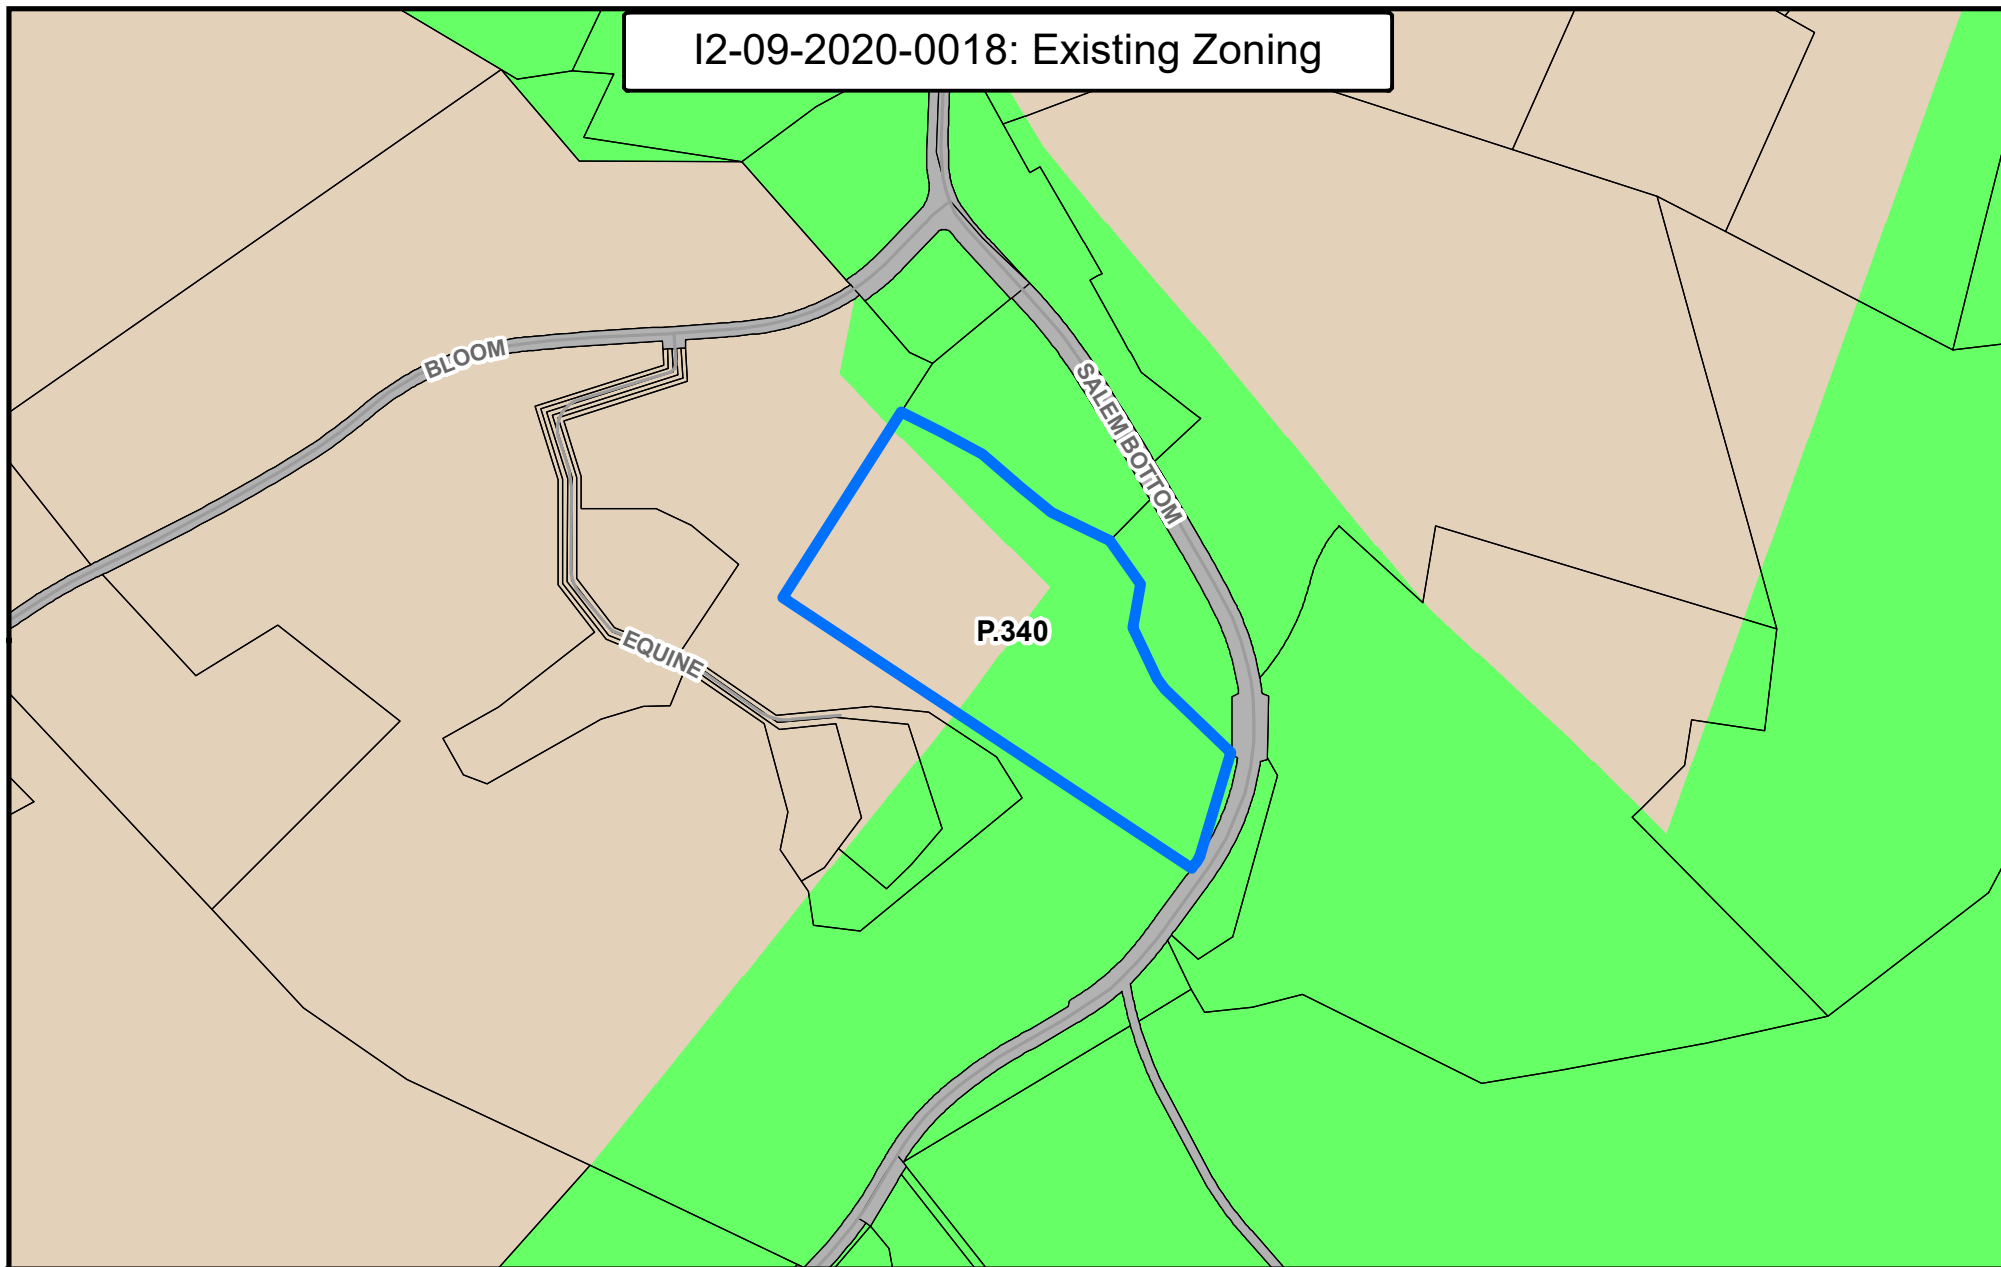 I2-09-2020-0018: Existing Zoning
BLOOM
SALEM BOTTOM
P.340
EQUINE